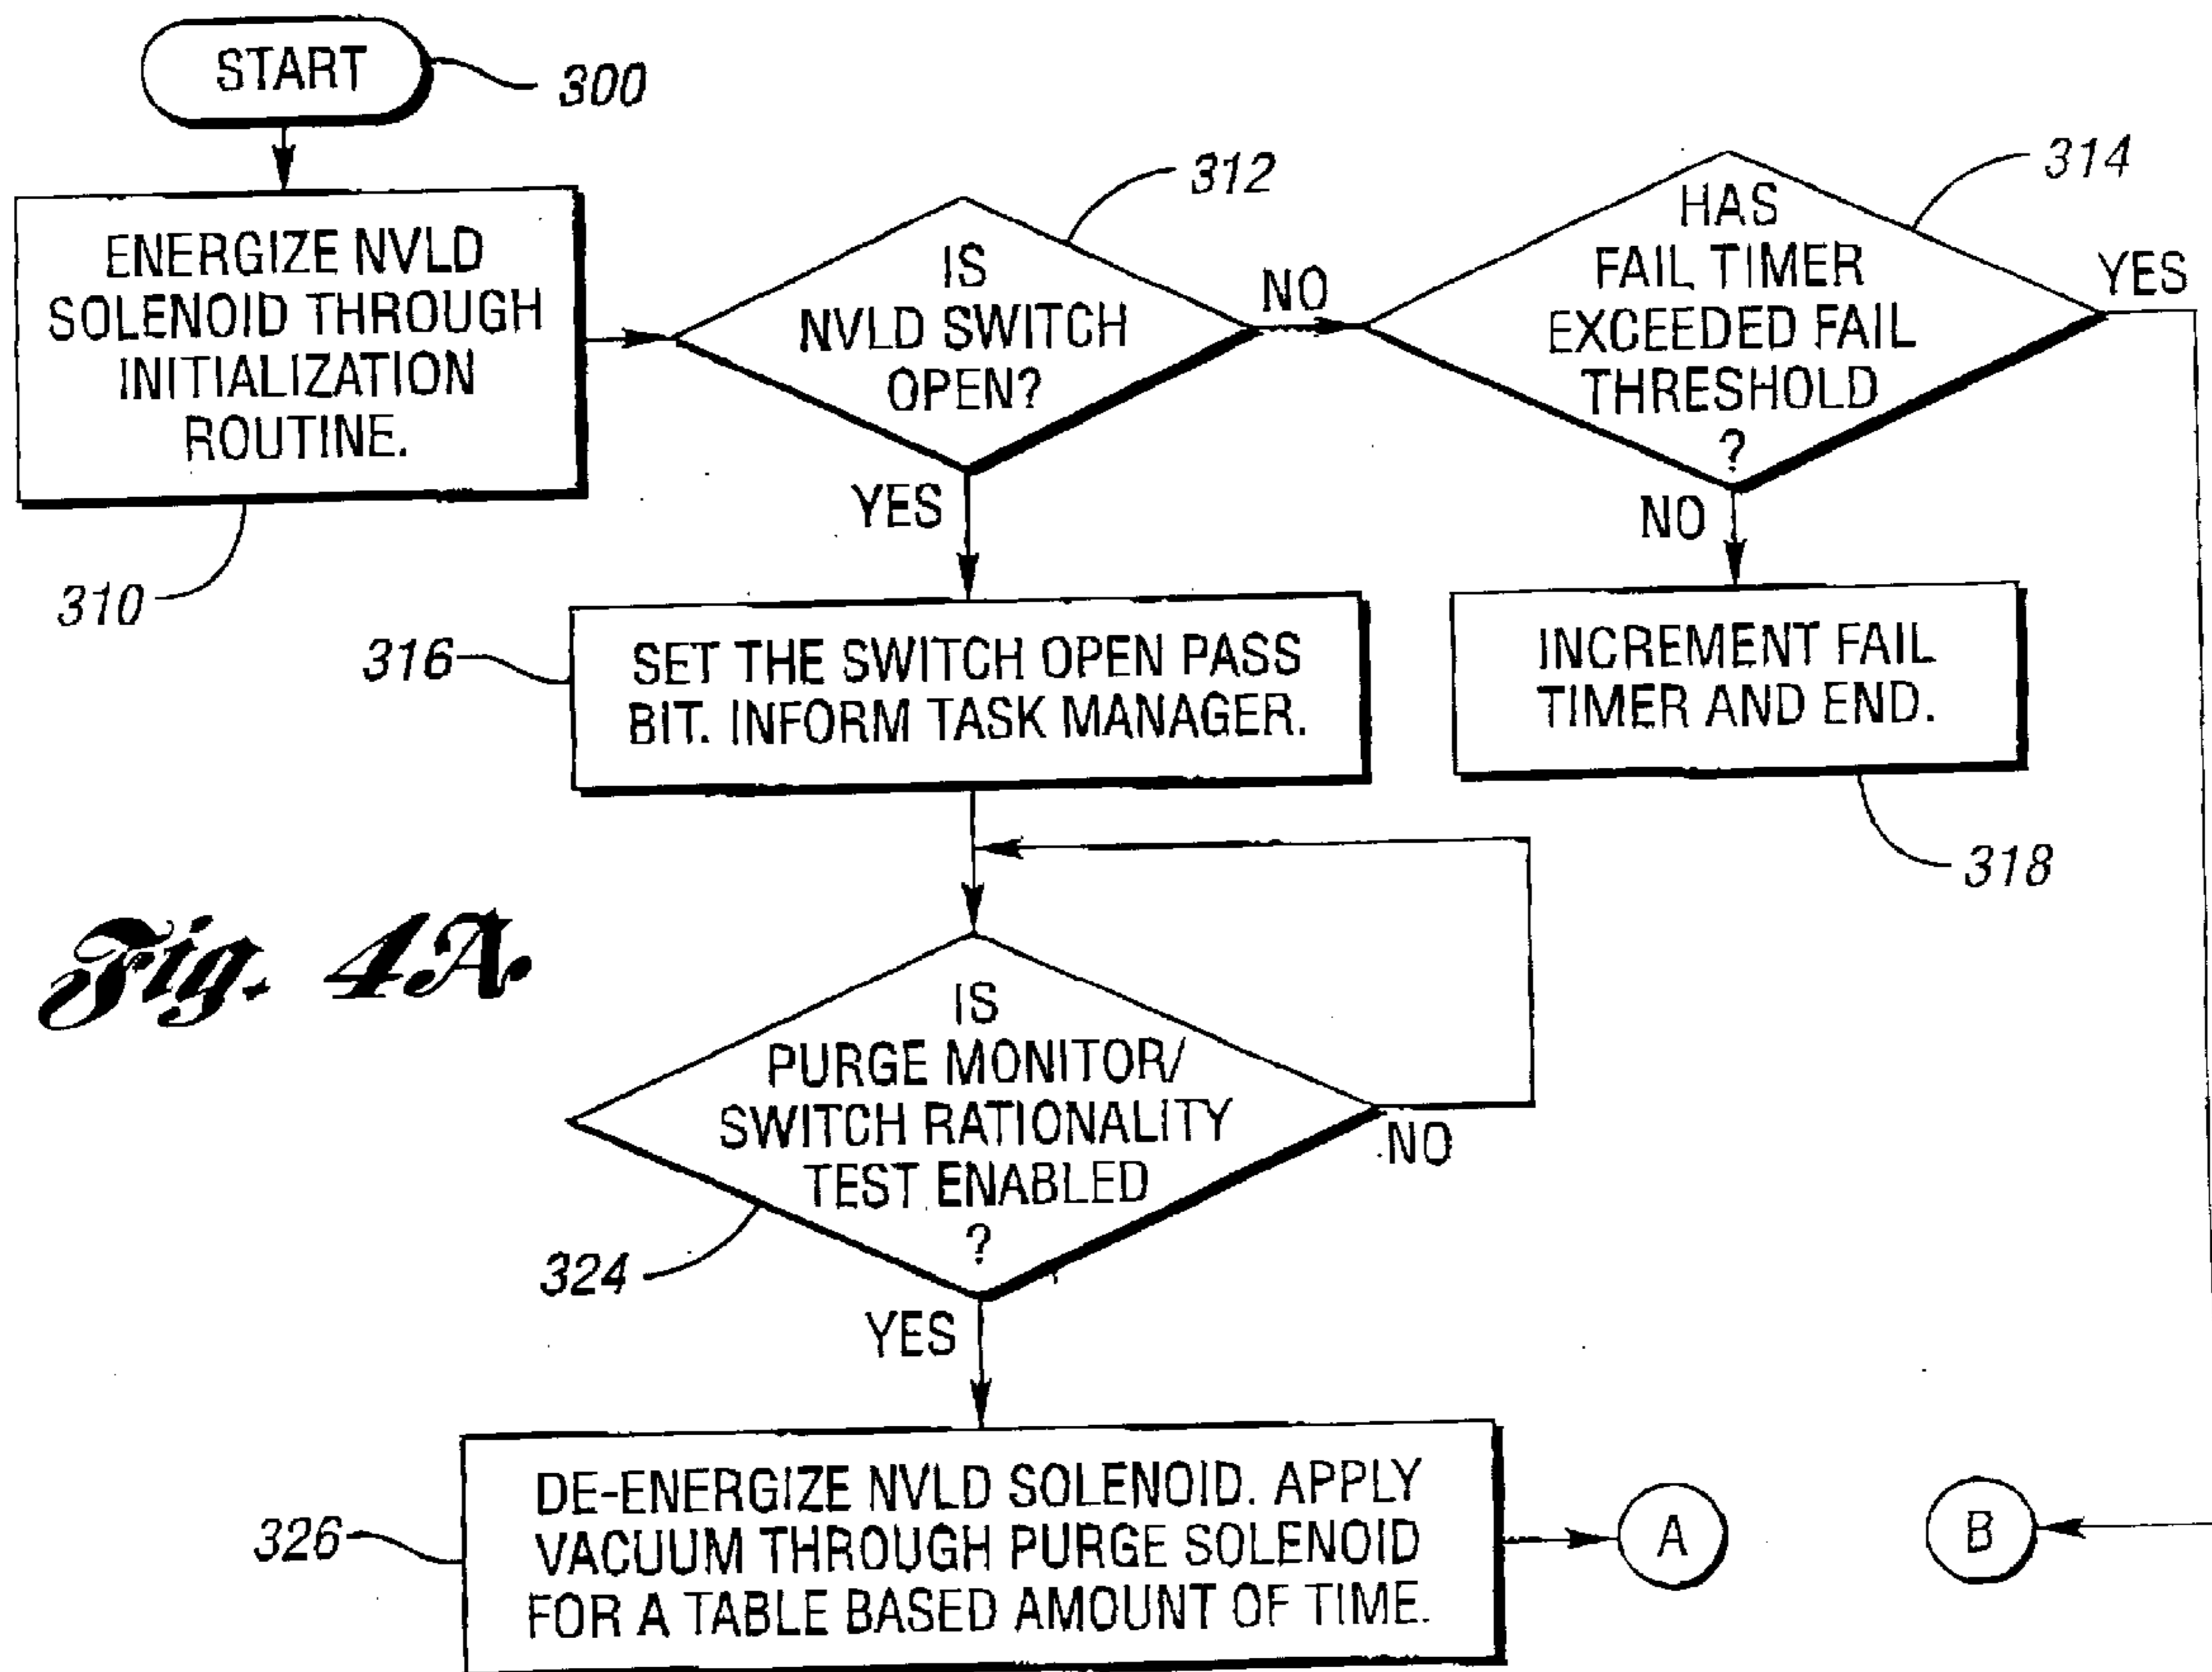 START
300
ENERGIZE NVLD
SOLENOID THROUGH
INITIALIZATION
ROUTINE.
310
IS
NVLD SWITCH
OPEN?
312
NO
YES
HAS
FAIL TIMER
EXCEEDED FAIL
THRESHOLD
?
314
YES
NO
316
SET THE SWITCH OPEN PASS
BIT. INFORM TASK MANAGER.
INCREMENT FAIL
TIMER AND END.
318
Fig. 4A.
IS
PURGE MONITOR/
SWITCH RATIONALITY
TEST ENABLED
?
NO
324
YES
326
DE-ENERGIZE NVLD SOLENOID. APPLY
VACUUM THROUGH PURGE SOLENOID
FOR A TABLE BASED AMOUNT OF TIME.
A
B